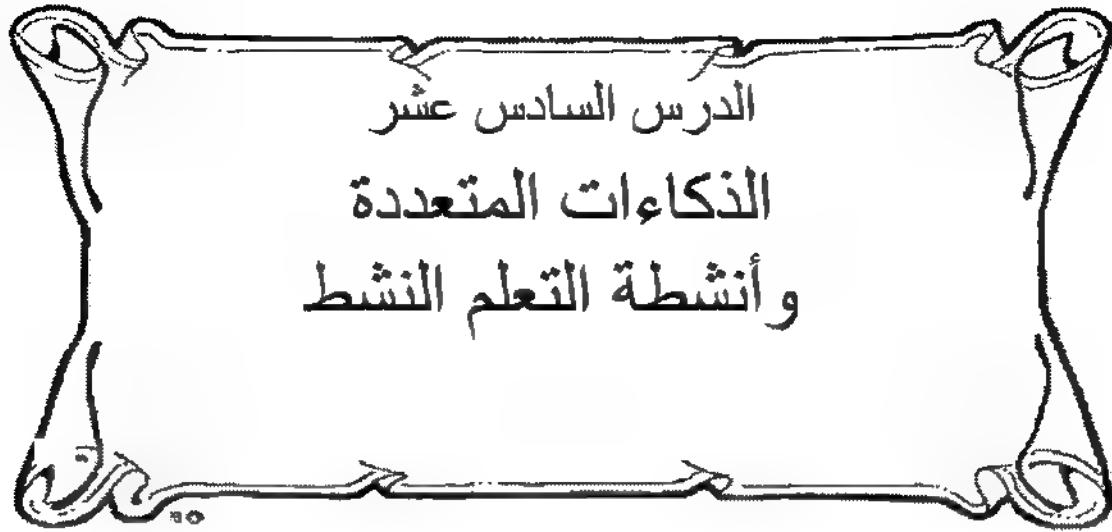 الدرس السادس عشر
الذكاءات المتعددة
وأنشطة التعلم النشط